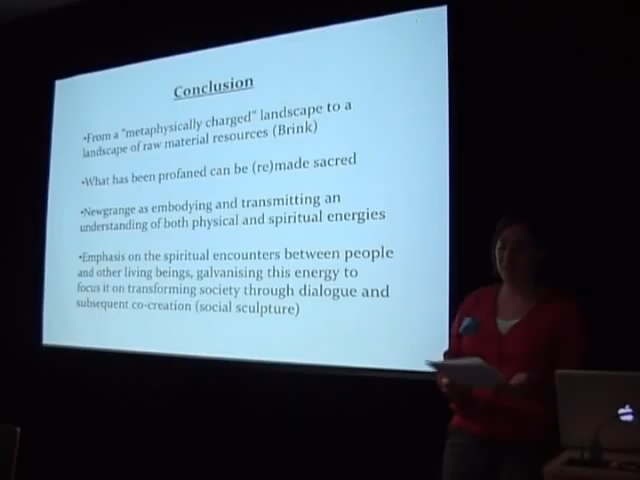 Conclusion
•From a "metaphysically charged" landscape to a
landscape of raw material resources (Brink)
•What has been profaned can be (re)made sacred
•Newgrange as embodying and transmitting an
understanding of both physical and spiritual energies
•Emphasis on the spiritual encounters between people
and other living beings, galvanising this energy to
focus it on transforming society through dialogue and
subsequent co-creation (social sculpture)